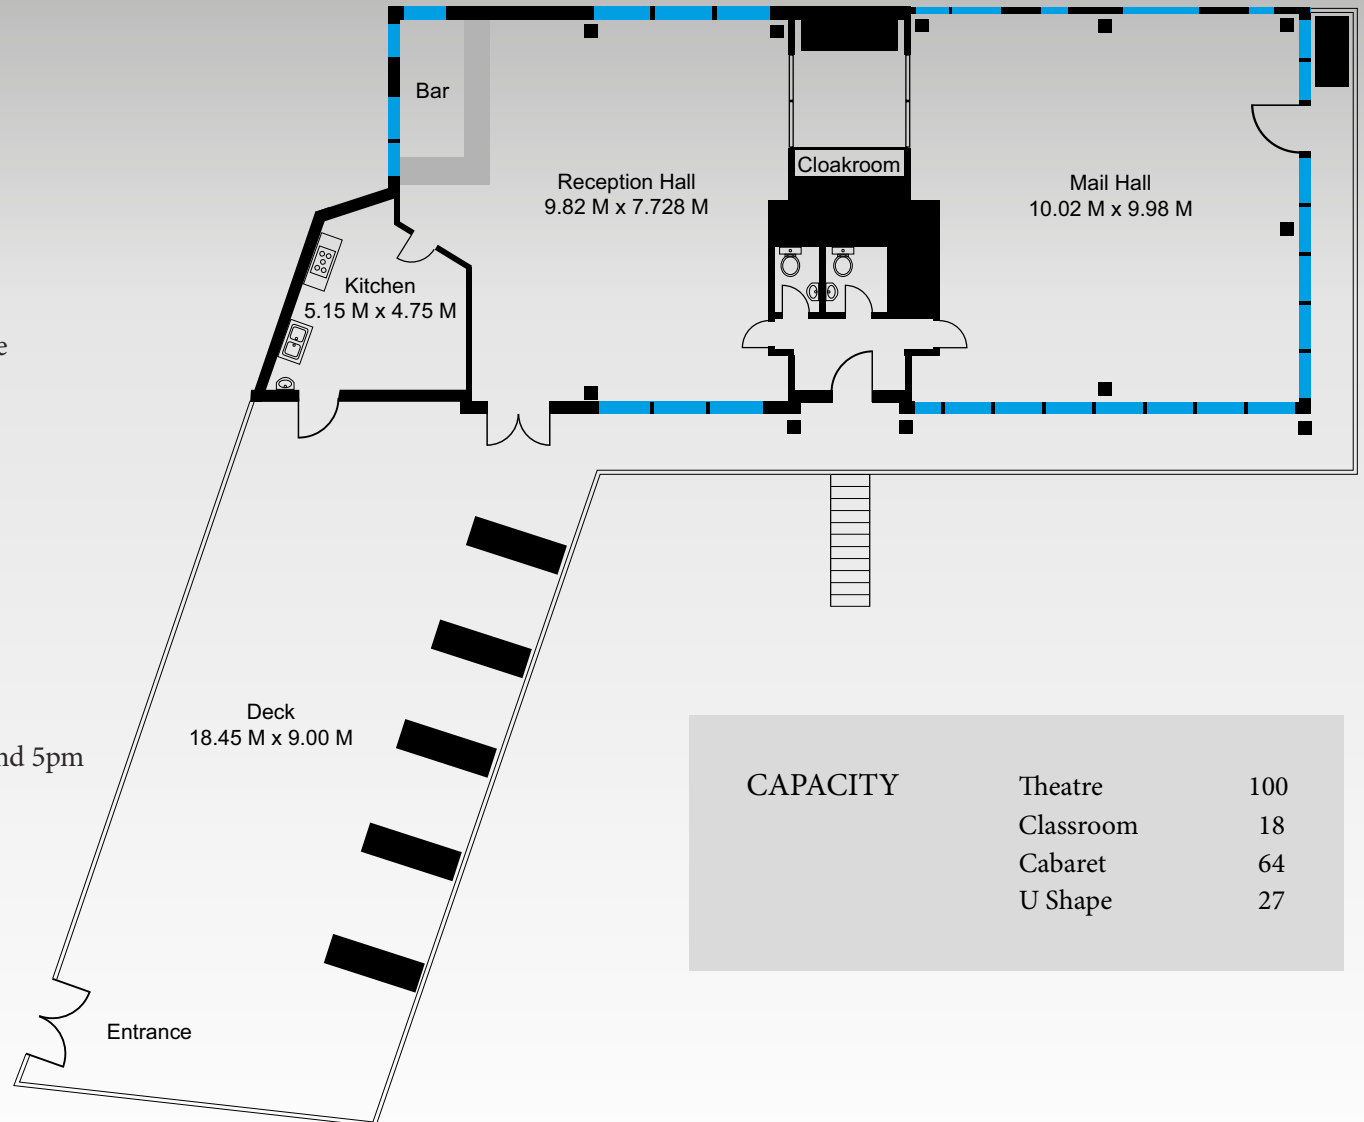 Bar
Cloakroom
Reception Hall
9.82 M x 7.728 M
Mail Hall
10.02 M x 9.98 M
Kitchen
5.15 M x 4.75 M
e
Deck
18.45 M x 9.00 M
nd 5pm
CAPACITY
Theatre 100
Classroom 18
Cabaret 64
U Shape 27
Entrance